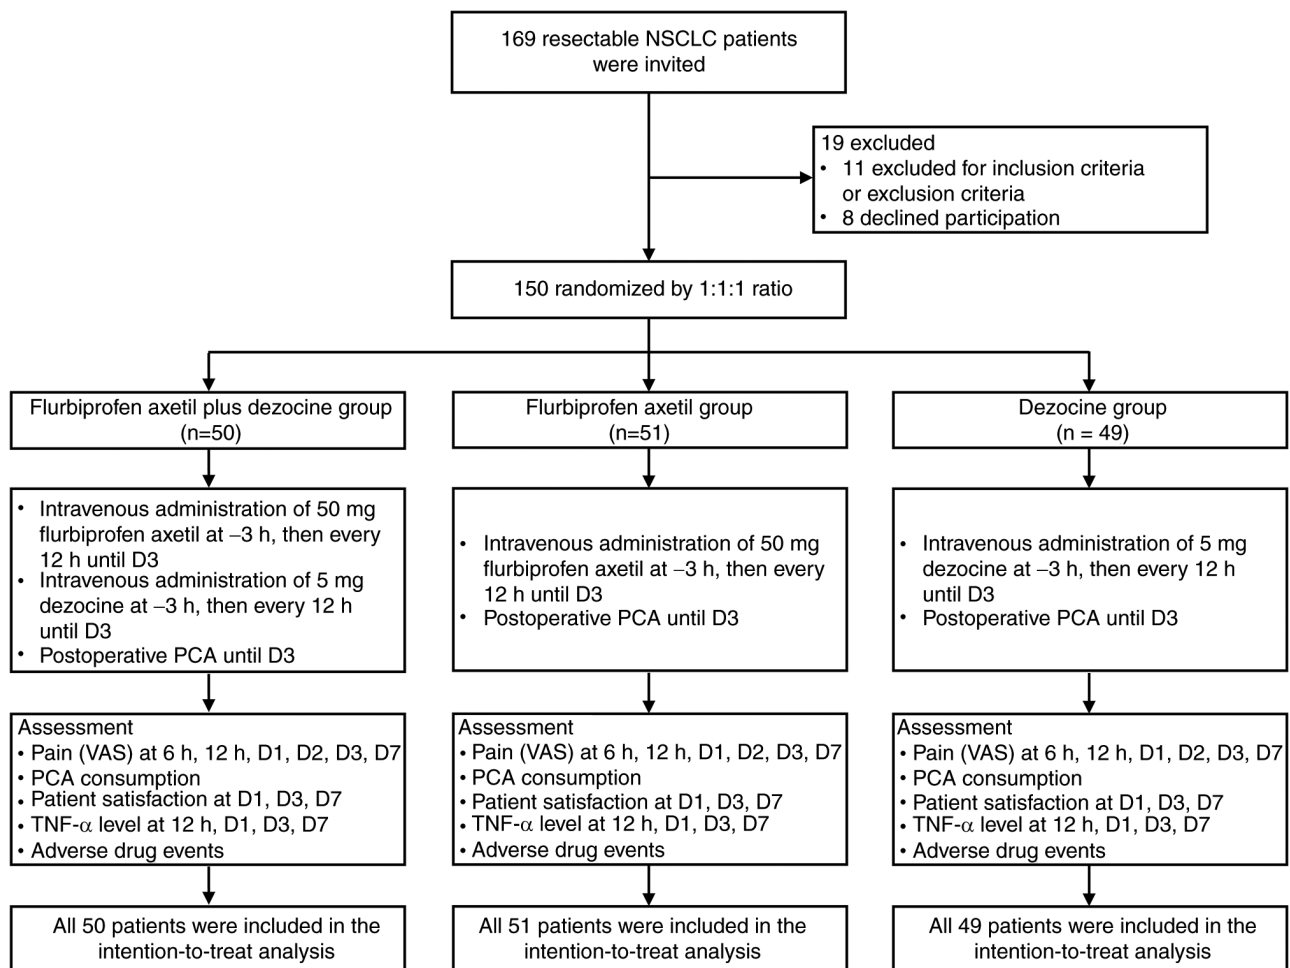 169 resectable NSCLC patients
were invited
19 excluded
• 11 excluded for inclusion criteria
or exclusion criteria
• 8 declined participation
150 randomized by 1:1:1 ratio
Flurbiprofen axetil plus dezocine group
(n=50)
Flurbiprofen axetil group
(n=51)
Dezocine group
(n = 49)
• Intravenous administration of 50 mg
flurbiprofen axetil at −3 h, then every
12 h until D3
• Intravenous administration of 5 mg
dezocine at −3 h, then every 12 h
until D3
• Postoperative PCA until D3
• Intravenous administration of 50 mg
flurbiprofen axetil at −3 h, then every
12 h until D3
• Postoperative PCA until D3
• Intravenous administration of 5 mg
dezocine at −3 h, then every 12 h
until D3
• Postoperative PCA until D3
Assessment
• Pain (VAS) at 6 h, 12 h, D1, D2, D3, D7
• PCA consumption
• Patient satisfaction at D1, D3, D7
• TNF-α level at 12 h, D1, D3, D7
• Adverse drug events
Assessment
• Pain (VAS) at 6 h, 12 h, D1, D2, D3, D7
• PCA consumption
• Patient satisfaction at D1, D3, D7
• TNF-α level at 12 h, D1, D3, D7
• Adverse drug events
Assessment
• Pain (VAS) at 6 h, 12 h, D1, D2, D3, D7
• PCA consumption
• Patient satisfaction at D1, D3, D7
• TNF-α level at 12 h, D1, D3, D7
• Adverse drug events
All 50 patients were included in the
intention-to-treat analysis
All 51 patients were included in the
intention-to-treat analysis
All 49 patients were included in the
intention-to-treat analysis